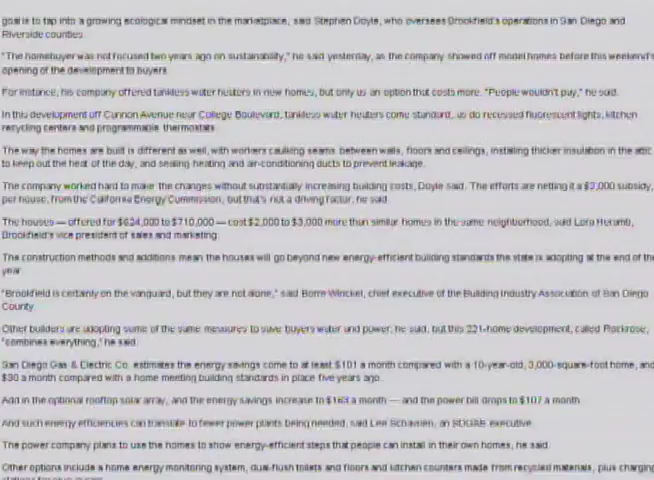 goal is to tap into a growing ecological mindset in the marketplace, said Stephen Doyle, who oversees Brookfield's operations in San Diego and
Riverside counties.
"The homebuyer was not focused two years ago on sustainability," he said yesterday, as the company showed off model homes before this weekend's
opening of the development to buyers.
For instance, his company offered tankless water heaters in new homes, but only as an option that costs more. "People wouldn't pay," he said.
In this development off Cannon Avenue near College Boulevard, tankless water heaters come standard, as do recessed fluorescent lights, kitchen
recycling centers and programmable thermostats.
The way the homes are built is different as well, with workers caulking seams between walls, floors and ceilings, installing thicker insulation in the attic
to keep out the heat of the day, and sealing heating and air-conditioning ducts to prevent leakage.
The company worked hard to make the changes without substantially increasing building costs, Doyle said. The efforts are netting it a $2,000 subsidy,
per house, from the California Energy Commission, but that's not a driving factor, he said.
The houses — offered for $634,000 to $710,000 — cost $2,000 to $3,000 more than similar homes in the same neighborhood, said Lora
Brookfield's vice president of sales and marketing.
The construction methods and additions mean the houses will go beyond new energy-efficient building standards the state is adopting at the end of the
year.
"Brookfield is certainly on the vanguard, but they are not alone," said Borre Winckel, chief executive of the Building Industry Association of San Diego
County.
Other builders are adopting some of the same measures to save buyers water and power, he said, but this 221-home development, called Rockrose,
"combines everything," he said.
San Diego Gas & Electric Co. estimates the energy savings come to at least $101 a month compared with a 10-year-old, 3,000-square-foot home, and
$30 a month compared with a home meeting building standards in place five years ago.
Add in the optional rooftop solar array, and the energy savings increase to $163 a month — and the power bill drops to $107 a month.
And such energy efficiencies can translate to fewer power plants being needed, said Lee Schavrien, an SDG&E executive.
The power company plans to use the homes to show energy-efficient steps that people can install in their own homes, he said.
Other options include a home energy monitoring system, dual-flush toilets and floors and kitchen counters made from recycled materials, plus charging